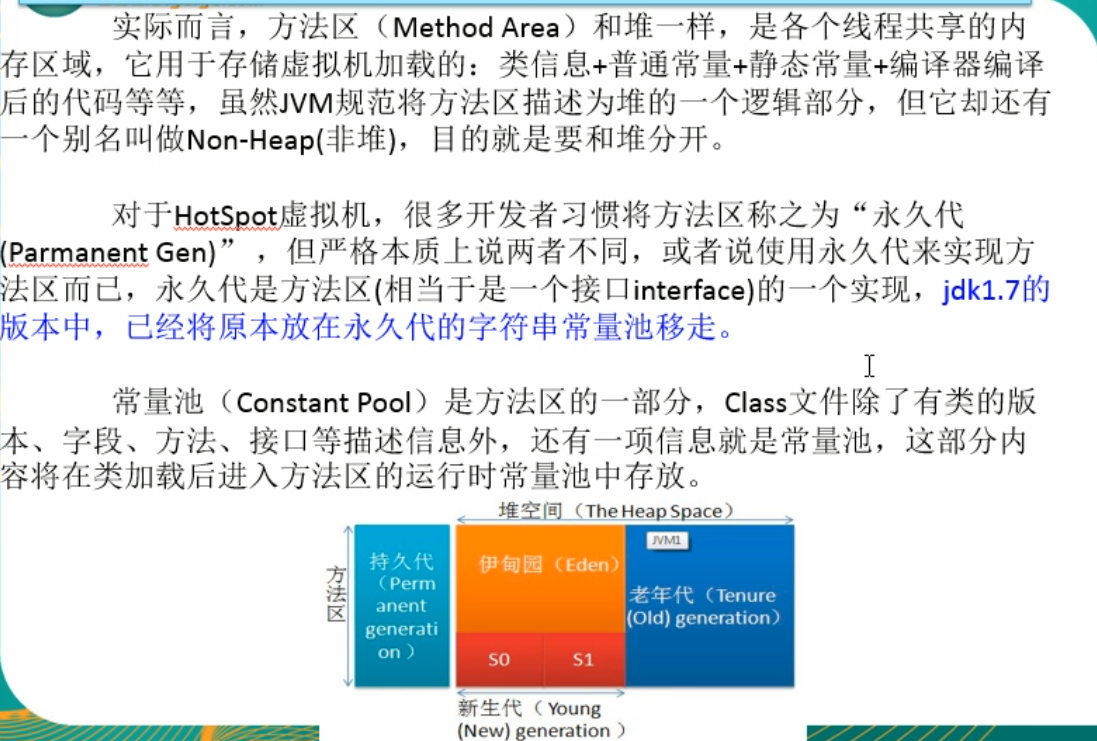 实际而言，方法区（Method Area）和堆一样，是各个线程共享的内
存区域，它用于存储虚拟机加载的：类信息+普通常量+静态常量+编译器编译
后的代码等等，虽然JVM规范将方法区描述为堆的一个逻辑部分，但它却还有
一个别名叫做Non-Heap(非堆)，目的就是要和堆分开。
对于HotSpot虚拟机，很多开发者习惯将方法区称之为“永久代
(Parmanent Gen)”，但严格本质上说两者不同，或者说使用永久代来实现方
法区而已，永久代是方法区(相当于是一个接口interface)的一个实现，jdk1.7的
版本中，已经将原本放在永久代的字符串常量池移走。
常量池（Constant Pool）是方法区的一部分，Class文件除了有类的版
本、字段、方法、接口等描述信息外，还有一项信息就是常量池，这部分内
容将在类加载后进入方法区的运行时常量池中存放。
堆空间（The Heap Space）
方法区
持久代
（Perm
anent
generati
on ）
伊甸园（Eden）
S0
S1
JVM1
老年代（Tenure
(Old) generation）
新生代（ Young
(New) generation ）